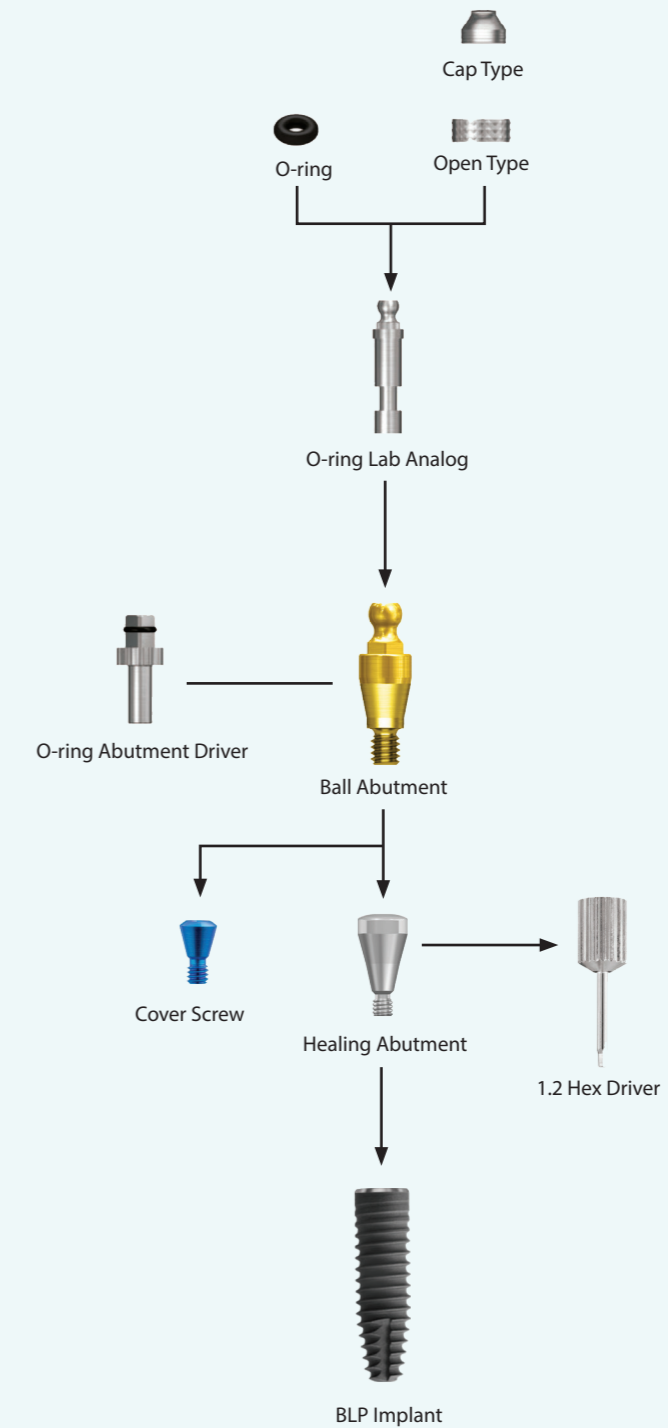 Cap Type
O-ring
Open Type
O-ring Lab Analog
O-ring Abutment Driver
Ball Abutment
Cover Screw
Healing Abutment
1.2 Hex Driver
BLP Implant